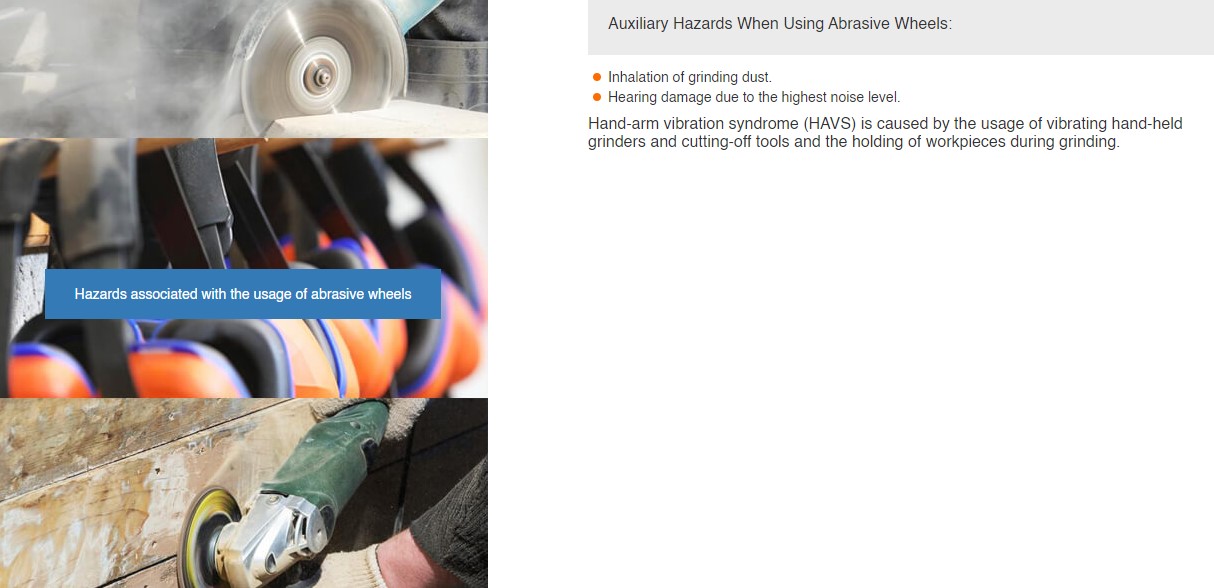 Auxiliary Hazards When Using Abrasive Wheels:
Inhalation of grinding dust.
Hearing damage due to the highest noise level.
Hand-arm vibration syndrome (HAVS) is caused by the usage of vibrating hand-held
grinders and cutting-off tools and the holding of workpieces during grinding.
Hazards associated with the usage of abrasive wheels